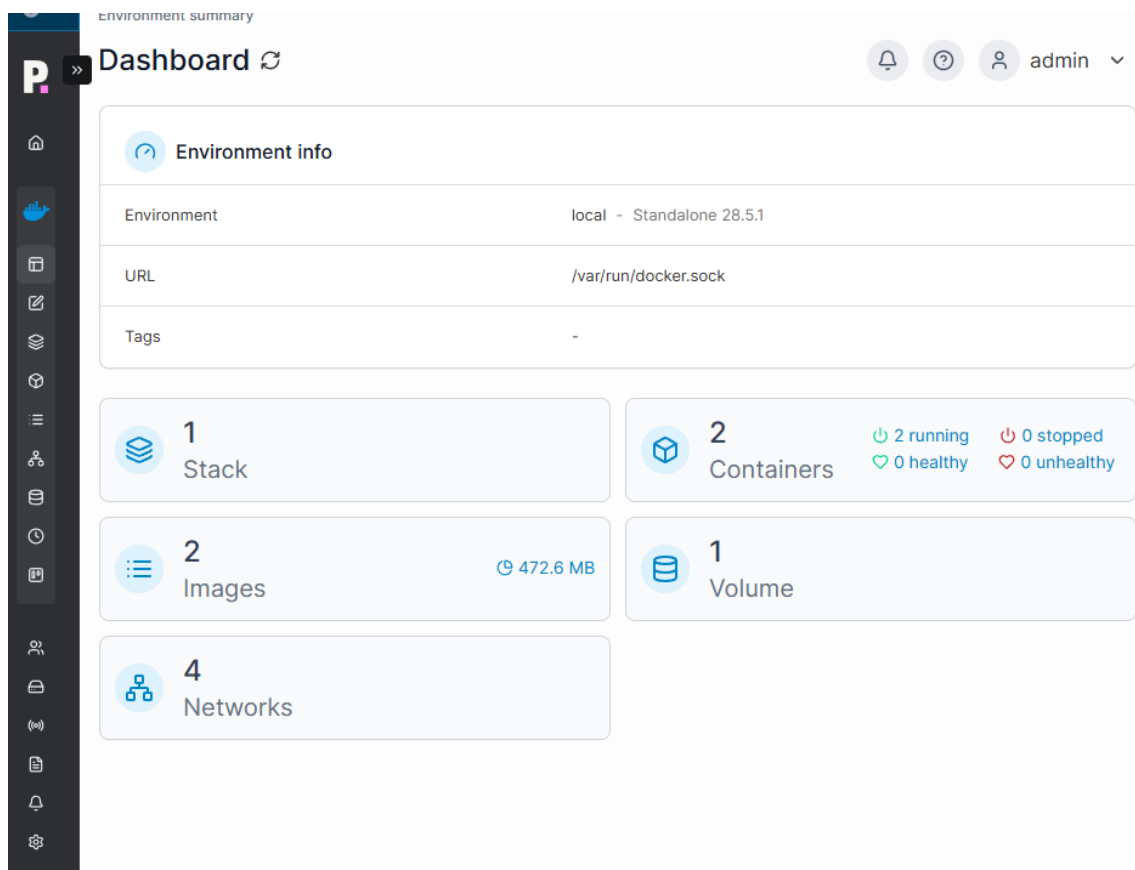 Environment summary
Dashboard
admin
P.
Environment info
Environment
local - Standalone 28.5.1
URL
/var/run/docker.sock
Tags
-
1
Stack
2
Containers
2 running
0 stopped
0 healthy
0 unhealthy
2
Images
472.6 MB
1
Volume
4
Networks